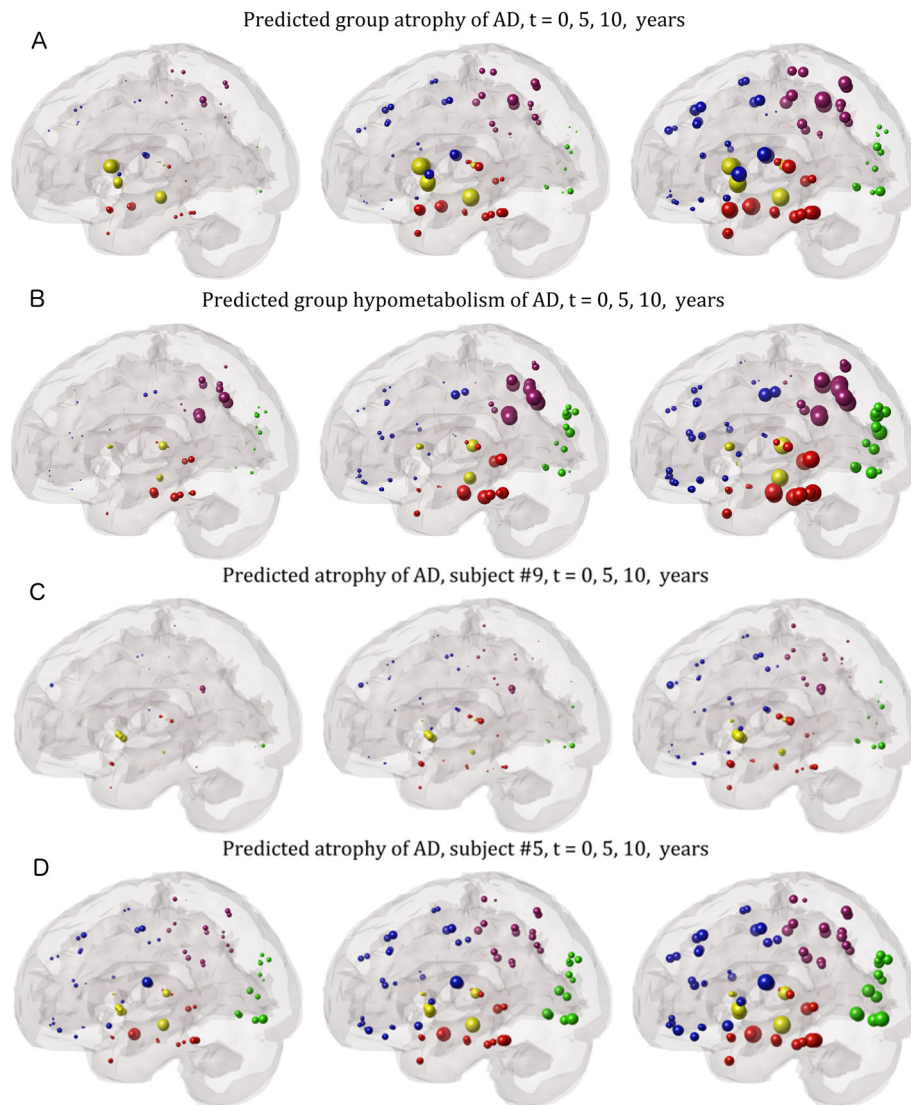 Predicted group atrophy of AD, t = 0, 5, 10, years
A
B
Predicted group hypometabolism of AD, t = 0, 5, 10, years
Predicted atrophy of AD, subject #9, t = 0, 5, 10, years
C
Predicted atrophy of AD, subject #5, t = 0, 5, 10, years
D